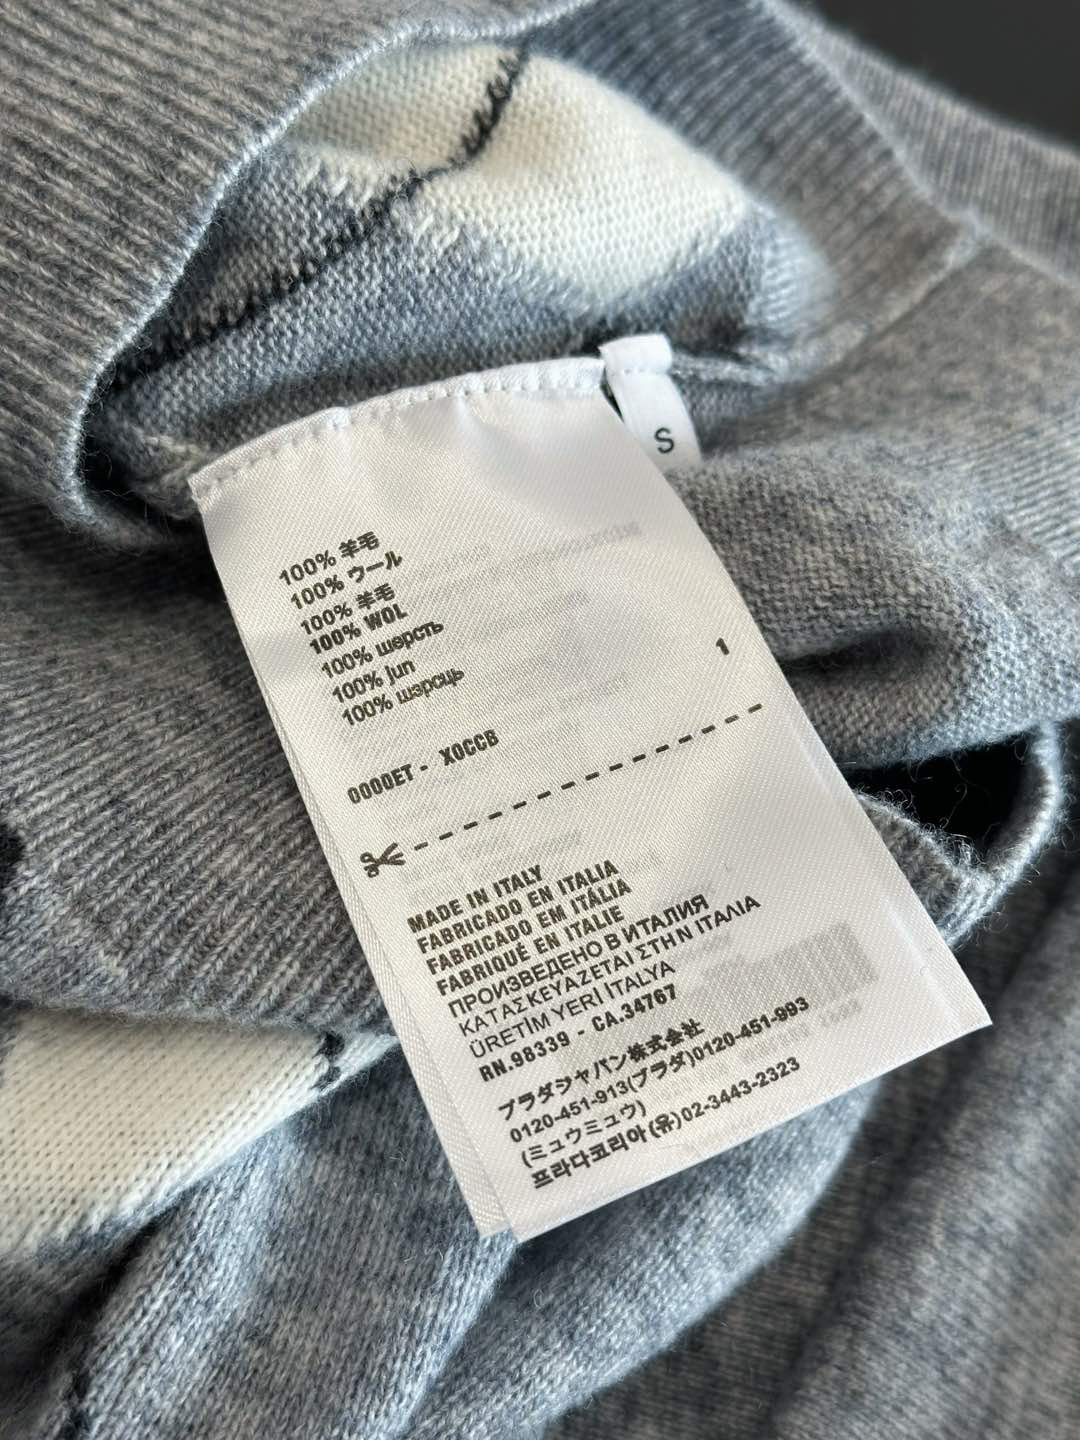 S
100% 羊毛
100% ウール
100% 羊毛
100% WOL
100% шерсть
100% jun
100% шэрсць
1
0000ET - X0CCB
MADE IN ITALY
FABRICADO EN ITALIA
FABRICADO EM ITÁLIA
FABRIQUÉ EN ITALIE
ПРОИЗВЕДЕНО В ИТАЛИЯ
ΚΑΤΑΣΚΕΥΑΖΕΤΑΙ ΣΤΗΝ ΙΤΑΛΙΑ
ÜRETİM YERİ İTALYA
RN.98339 - CA.34767
プラダジャパン株式会社
0120-451-913(プラダ)0120-451-993
(ミュウミュウ)
프라다코리아(유)02-3443-2323